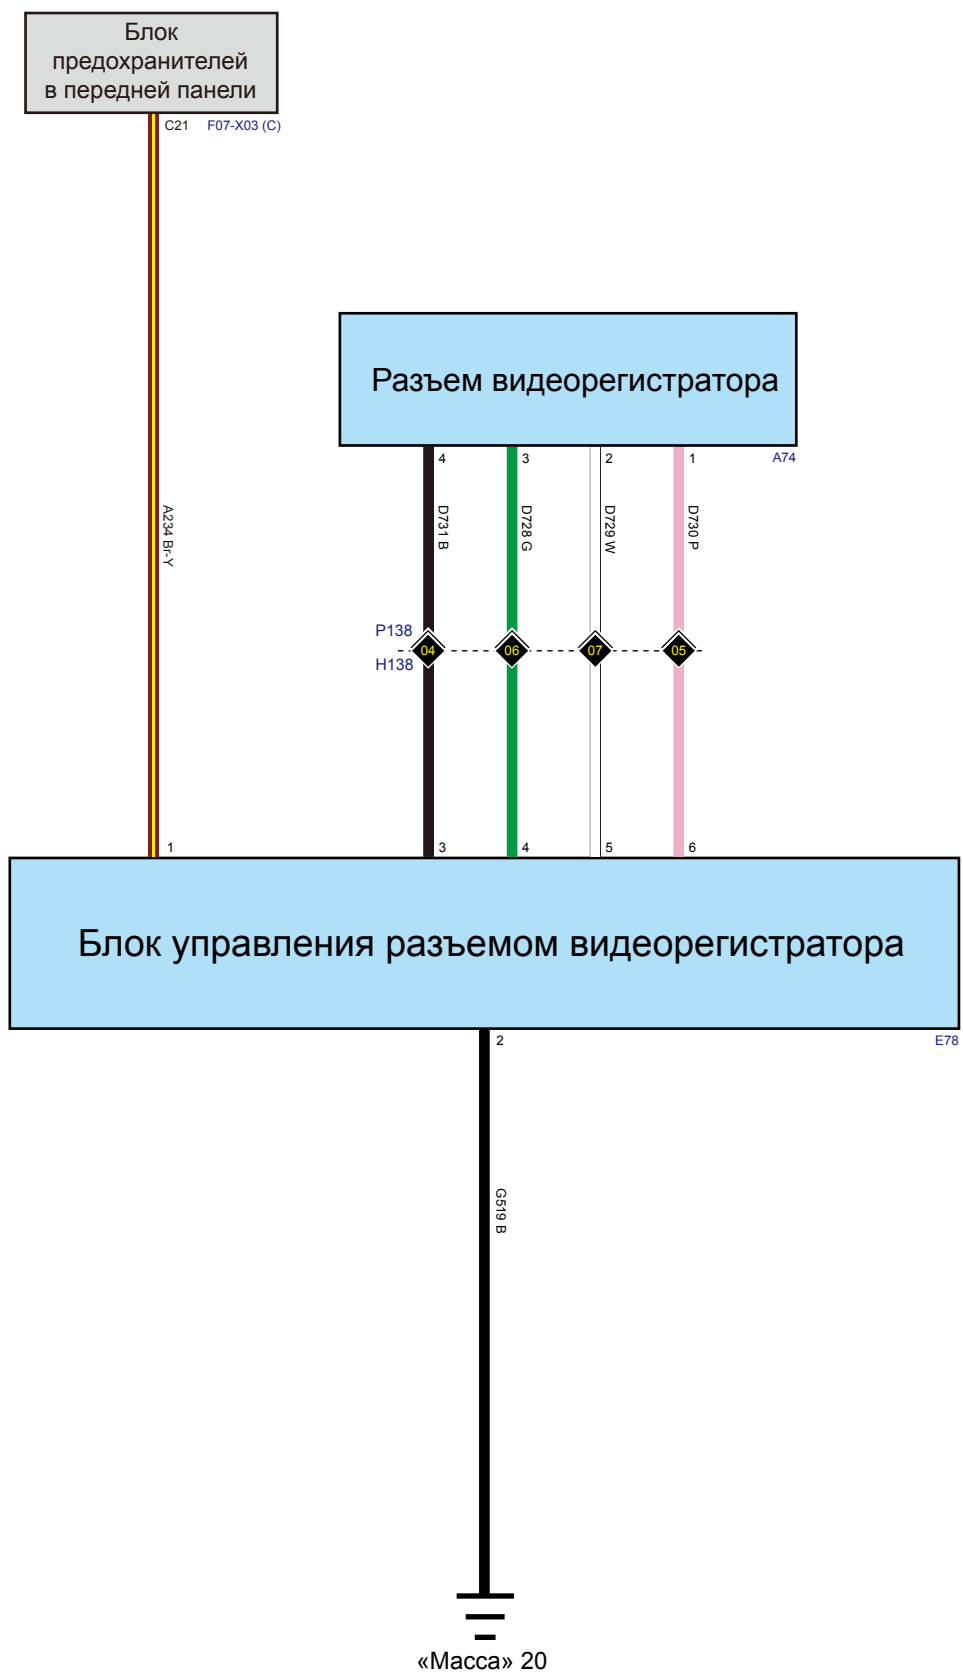 Блок
предохранителей
в передней панели
C21 F07-X03 (C)
Разъем видеорегистратора
4 3 2 1 A74
A234 Br-Y
D731 B
D728 G
D729 W
D730 P
P138
04 06 07 05
H138
1 3 4 5 6
Блок управления разъемом видеорегистратора
2 E78
G519 B
«Масса» 20